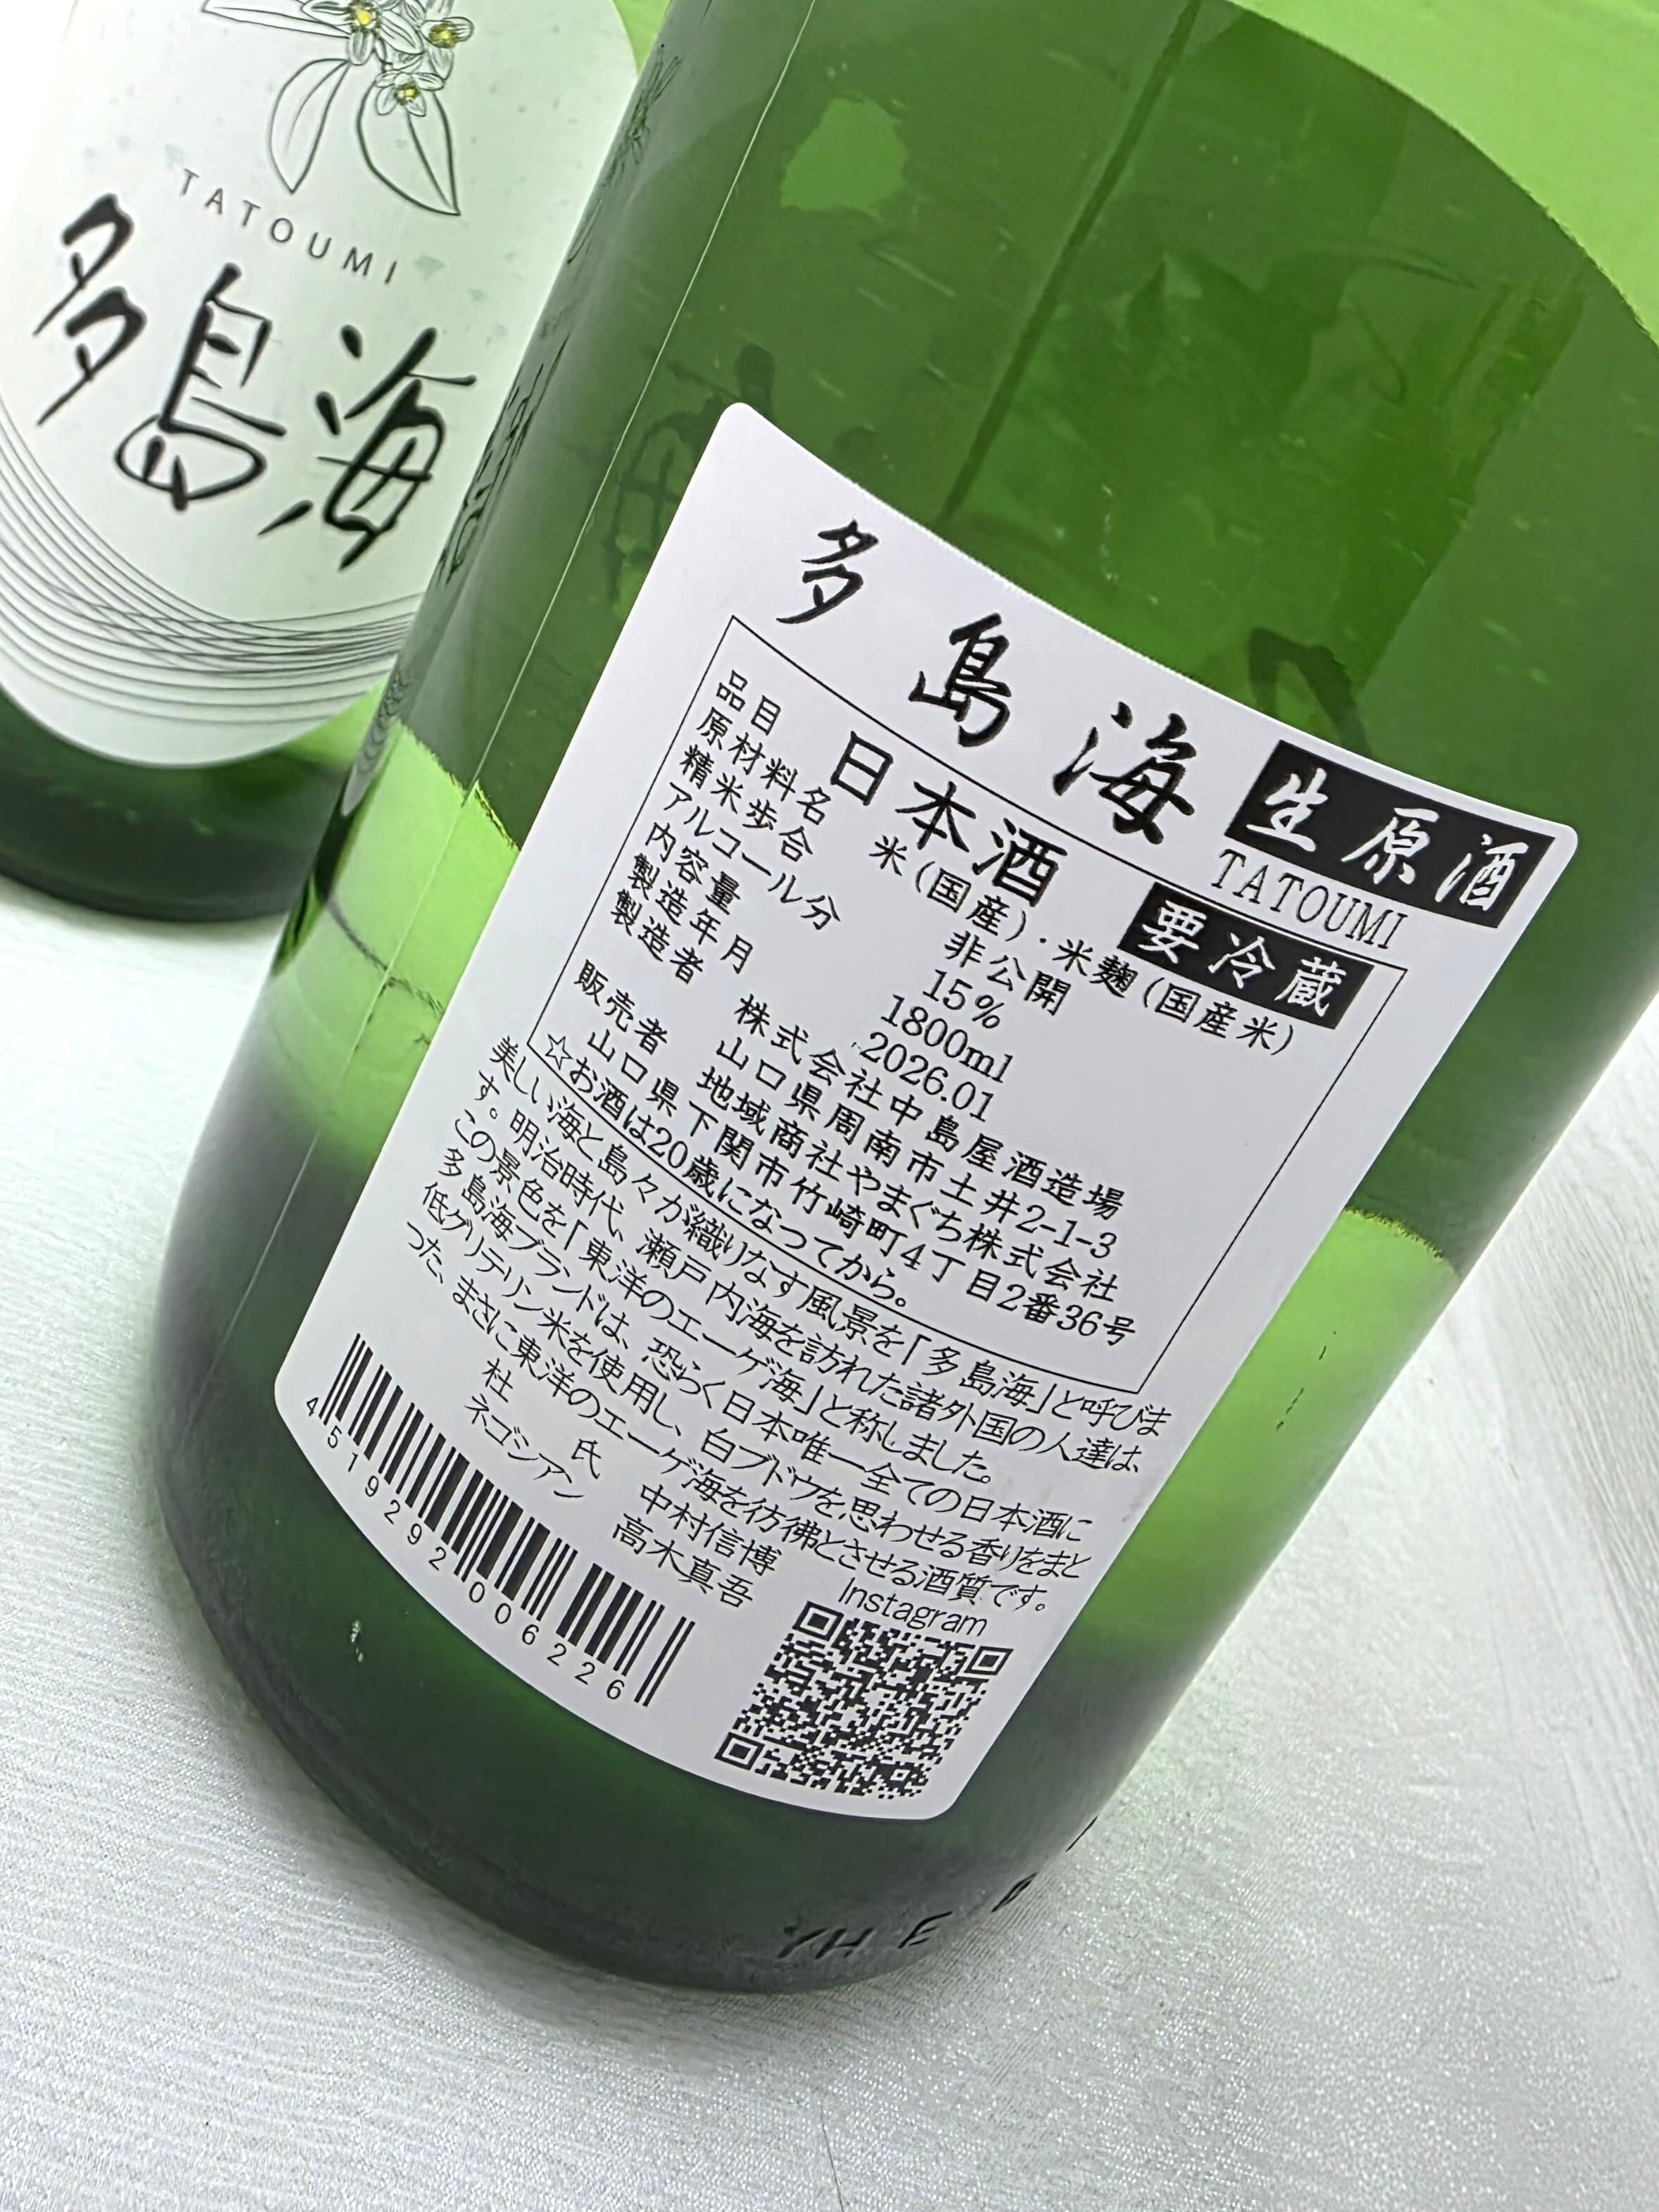 TATOUMI
多島海
多島海 生原酒
TATOUMI
品目 日本酒 要冷蔵
原材料名 米(国産)・米麹(国産米)
精米歩合 非公開
アルコール分 15%
内容量 1800ml
製造年月 2026.01
製造者 株式会社中島屋酒造場
山口県周南市土井2-1-3
販売者 地域商社やまぐち株式会社
山口県下関市竹崎町4丁目2番36号
☆お酒は20歳になってから。
美しい海と島々が織りなす風景を「多島海」と呼びま
す。明治時代、瀬戸内海を訪れた諸外国の人達は、
この景色を「東洋のエーゲ海」と称しました。
多島海ブランドは、恐らく日本唯一全ての日本酒に
低グリテリン米を使用し、白ブドウを思わせる香りをまと
った、まさに東洋のエーゲ海を彷彿とさせる酒質です。
杜氏 中村信博
ネゴシアン 高木真吾
Instagram
4519292006226